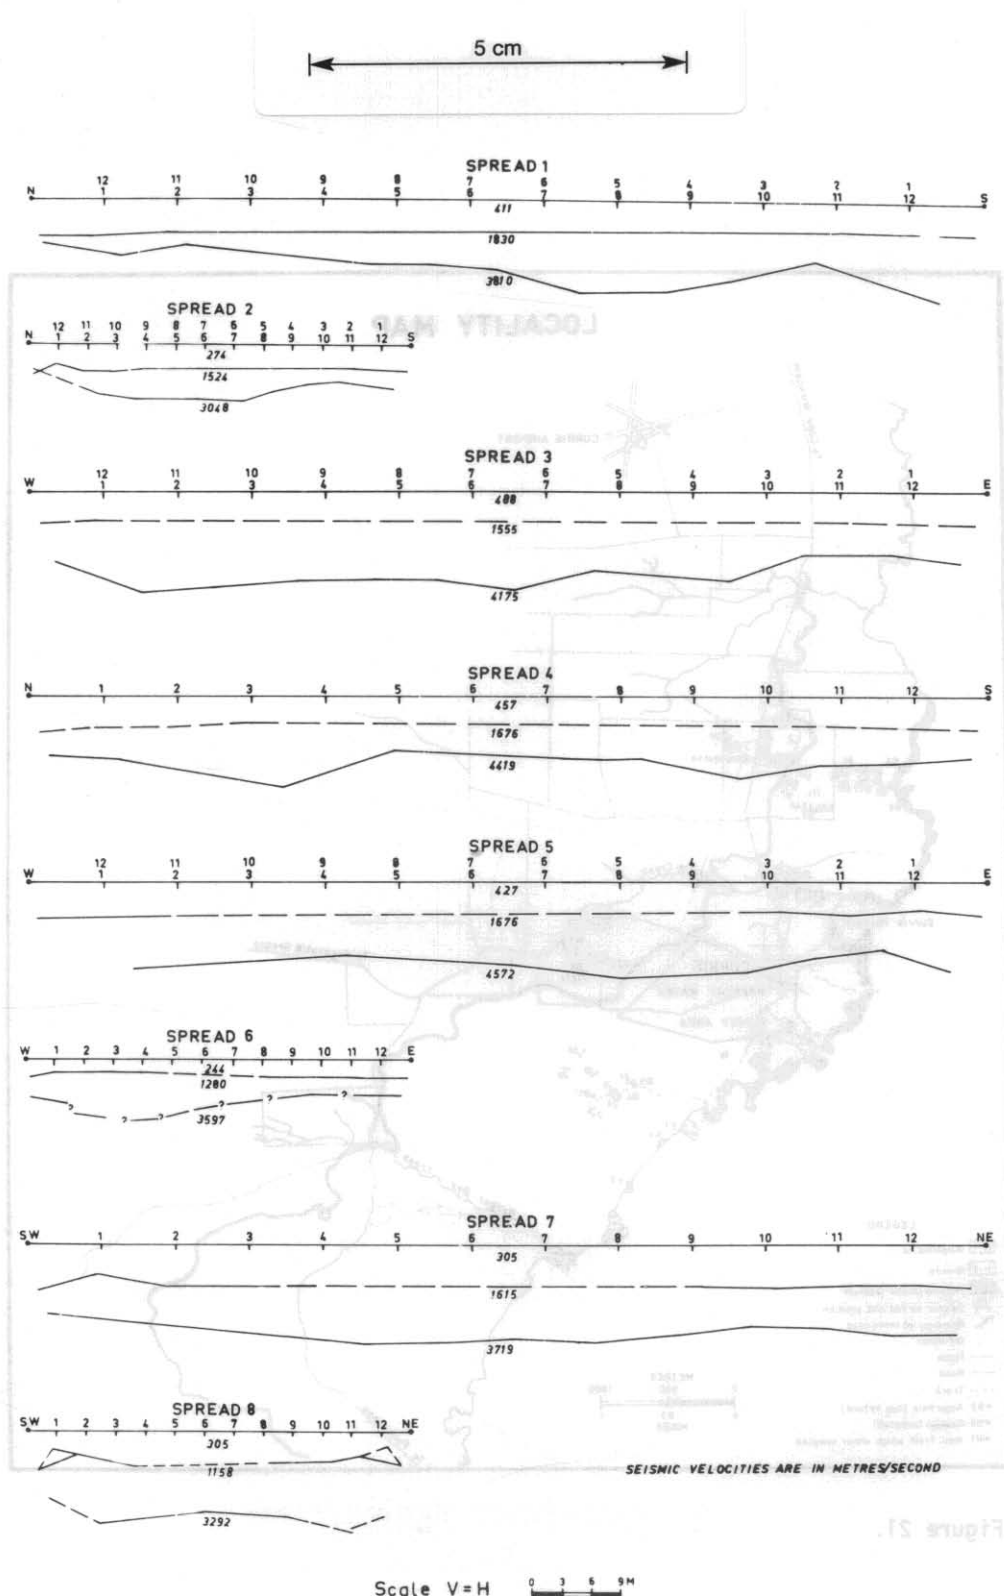 5 cm
SPREAD 1
12 11 10 9 8 7 6 5 4 3 2 1
N 1 2 3 4 5 6 7 8 9 10 11 12 S
411
1830
3810
SPREAD 2
12 11 10 9 8 7 6 5 4 3 2 1
N 1 2 3 4 5 6 7 8 9 10 11 12 S
274
1524
3048
LOCALITY MAP
SPREAD 3
12 11 10 9 8 7 6 5 4 3 2 1
W 1 2 3 4 5 6 7 8 9 10 11 12 E
488
1555
4175
SPREAD 4
N 1 2 3 4 5 6 7 8 9 10 11 12 S
457
1676
4419
SPREAD 5
12 11 10 9 8 7 6 5 4 3 2 1
W 1 2 3 4 5 6 7 8 9 10 11 12 E
427
1676
4572
SPREAD 6
W 1 2 3 4 5 6 7 8 9 10 11 12 E
244
1280
? ? ? ? ? ?
3597
SPREAD 7
SW 1 2 3 4 5 6 7 8 9 10 11 12 NE
305
1615
3719
SPREAD 8
SW 1 2 3 4 5 6 7 8 9 10 11 12 NE
305
1158
3292
SEISMIC VELOCITIES ARE IN METRES/SECOND
Figure 21.
Scale V = H 0 3 6 9 M